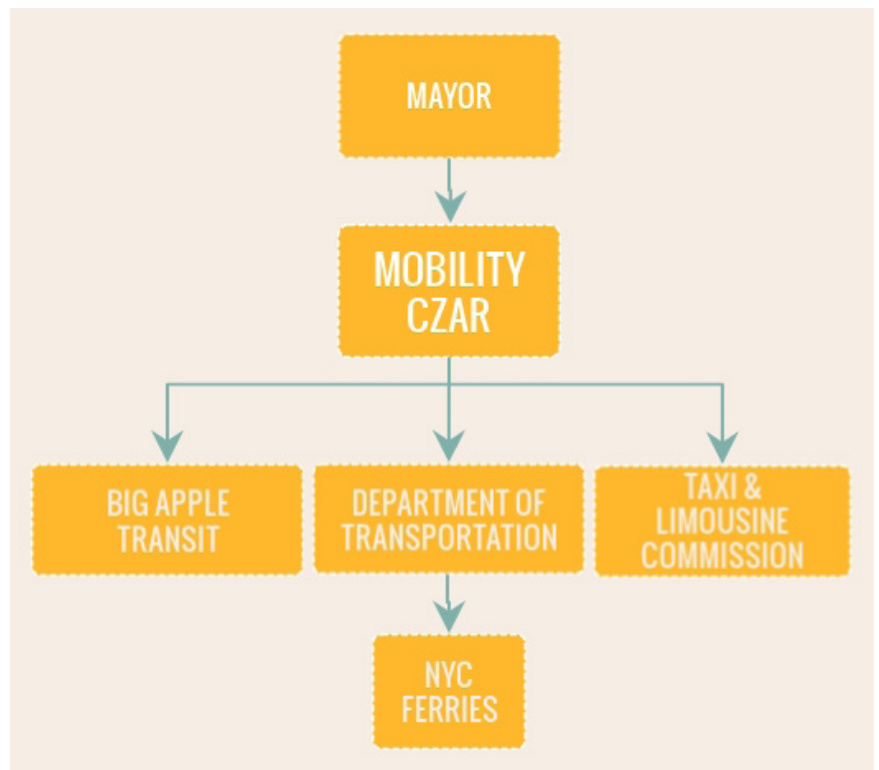 MAYOR
MOBILITY
CZAR
BIG APPLE
TRANSIT
DEPARTMENT OF
TRANSPORTATION
TAXI &
LIMOUSINE
COMMISSION
NYC
FERRIES